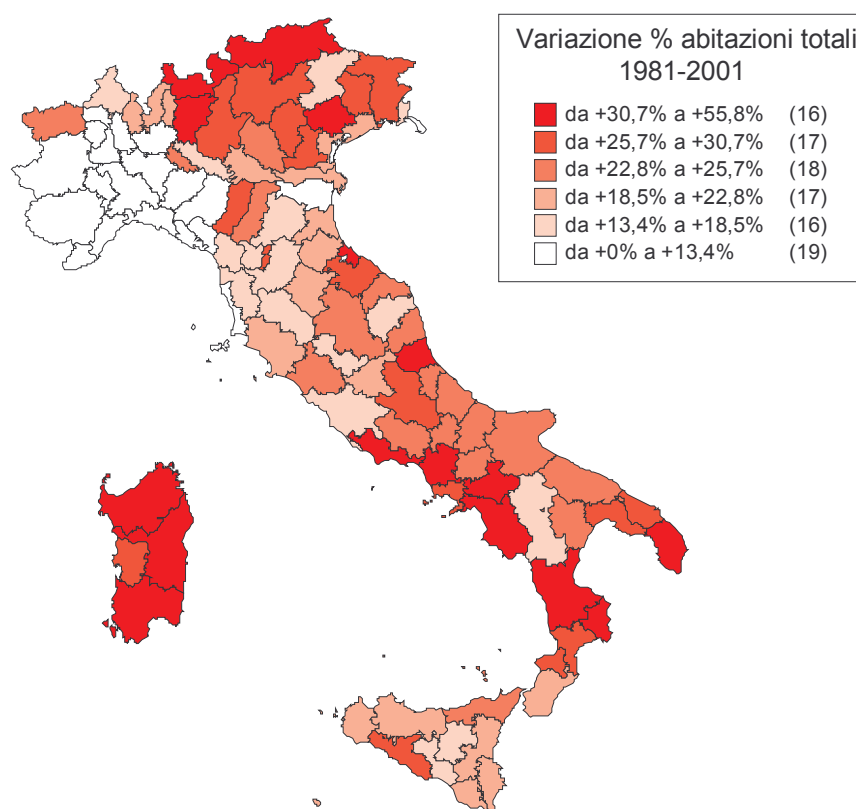 Variazione % abitazioni totali
1981-2001
da +30,7% a +55,8% (16)
da +25,7% a +30,7% (17)
da +22,8% a +25,7% (18)
da +18,5% a +22,8% (17)
da +13,4% a +18,5% (16)
da +0% a +13,4% (19)